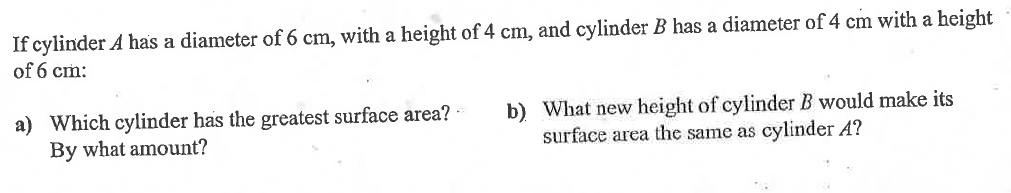 If cylinder A has a diameter of 6 cm, with a height of 4 cm, and cylinder B has a diameter of 4 cm with a height
of 6 cm:
a) Which cylinder has the greatest surface area?
By what amount?
b) What new height of cylinder B would make its
surface area the same as cylinder A?